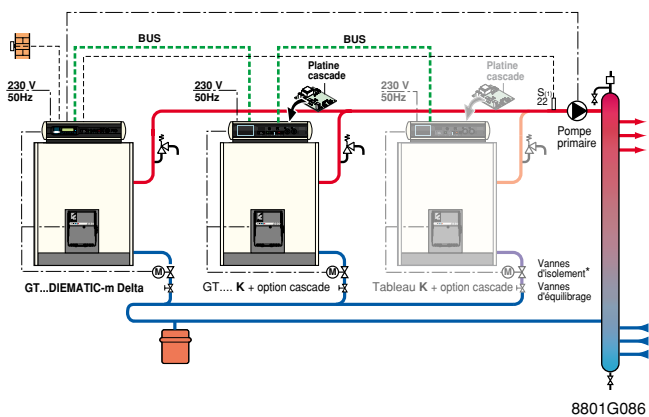 BUS
BUS
230 V
50Hz
230 V
50Hz
Platine
cascade
230 V
50Hz
Platine
cascade
S(1)
22
Pompe
primaire
M
M
M
Vannes
d'isolement*
Vannes
d'équilibrage
GT...DIEMATIC-m Delta
GT.... K + option cascade
Tableau K + option cascade
8801G086